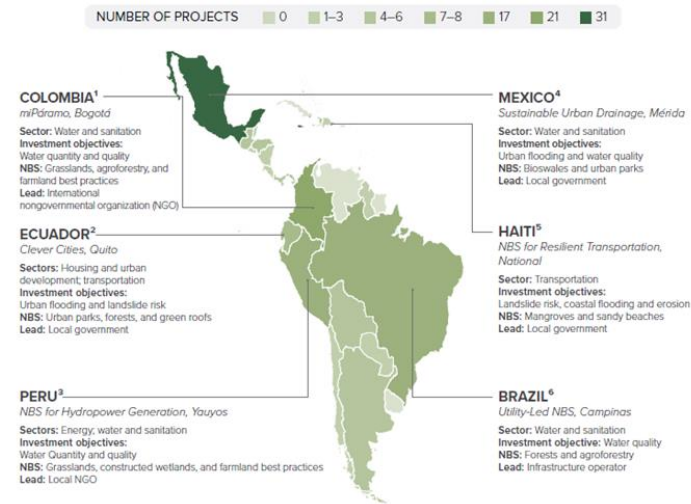 NUMBER OF PROJECTS 0 1–3 4–6 7–8 17 21 31
COLOMBIA¹
miPáramo, Bogotá
Sector: Water and sanitation
Investment objectives:
Water quantity and quality
NBS: Grasslands, agroforestry, and
farmland best practices
Lead: International
nongovernmental organization (NGO)
ECUADOR²
Clever Cities, Quito
Sectors: Housing and urban
development; transportation
Investment objectives:
Urban flooding and landslide risk
NBS: Urban parks, forests, and green roofs
Lead: Local government
PERU³
NBS for Hydropower Generation, Yauyos
Sectors: Energy; water and sanitation
Investment objectives:
Water Quantity and quality
NBS: Grasslands, constructed wetlands, and farmland best practices
Lead: Local NGO
MEXICO⁴
Sustainable Urban Drainage, Mérida
Sector: Water and sanitation
Investment objectives:
Urban flooding and water quality
NBS: Bioswales and urban parks
Lead: Local government
HAITI⁵
NBS for Resilient Transportation,
National
Sector: Transportation
Investment objectives:
Landslide risk, coastal flooding and erosion
NBS: Mangroves and sandy beaches
Lead: Local government
BRAZIL⁶
Utility-Led NBS, Campinas
Sector: Water and sanitation
Investment objective: Water quality
NBS: Forests and agroforestry
Lead: Infrastructure operator